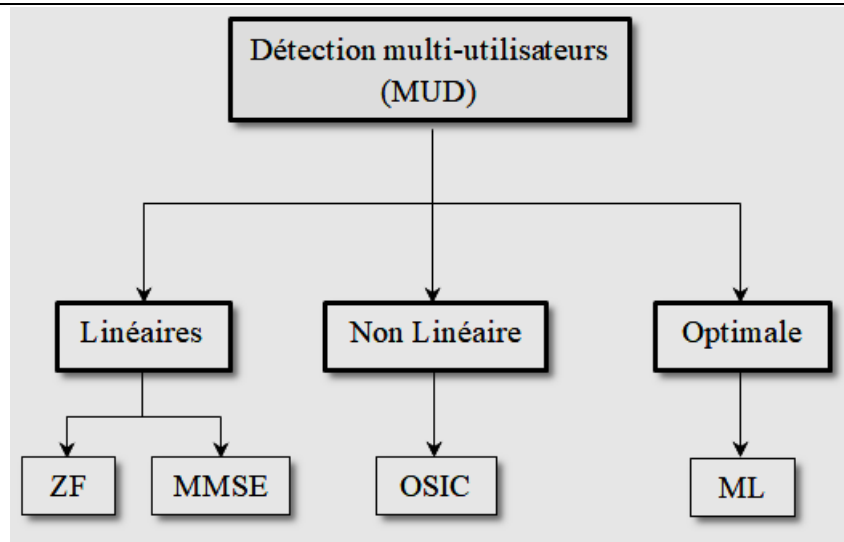 Détection multi-utilisateurs
(MUD)
Linéaires
Non Linéaire
Optimale
ZF
MMSE
OSIC
ML